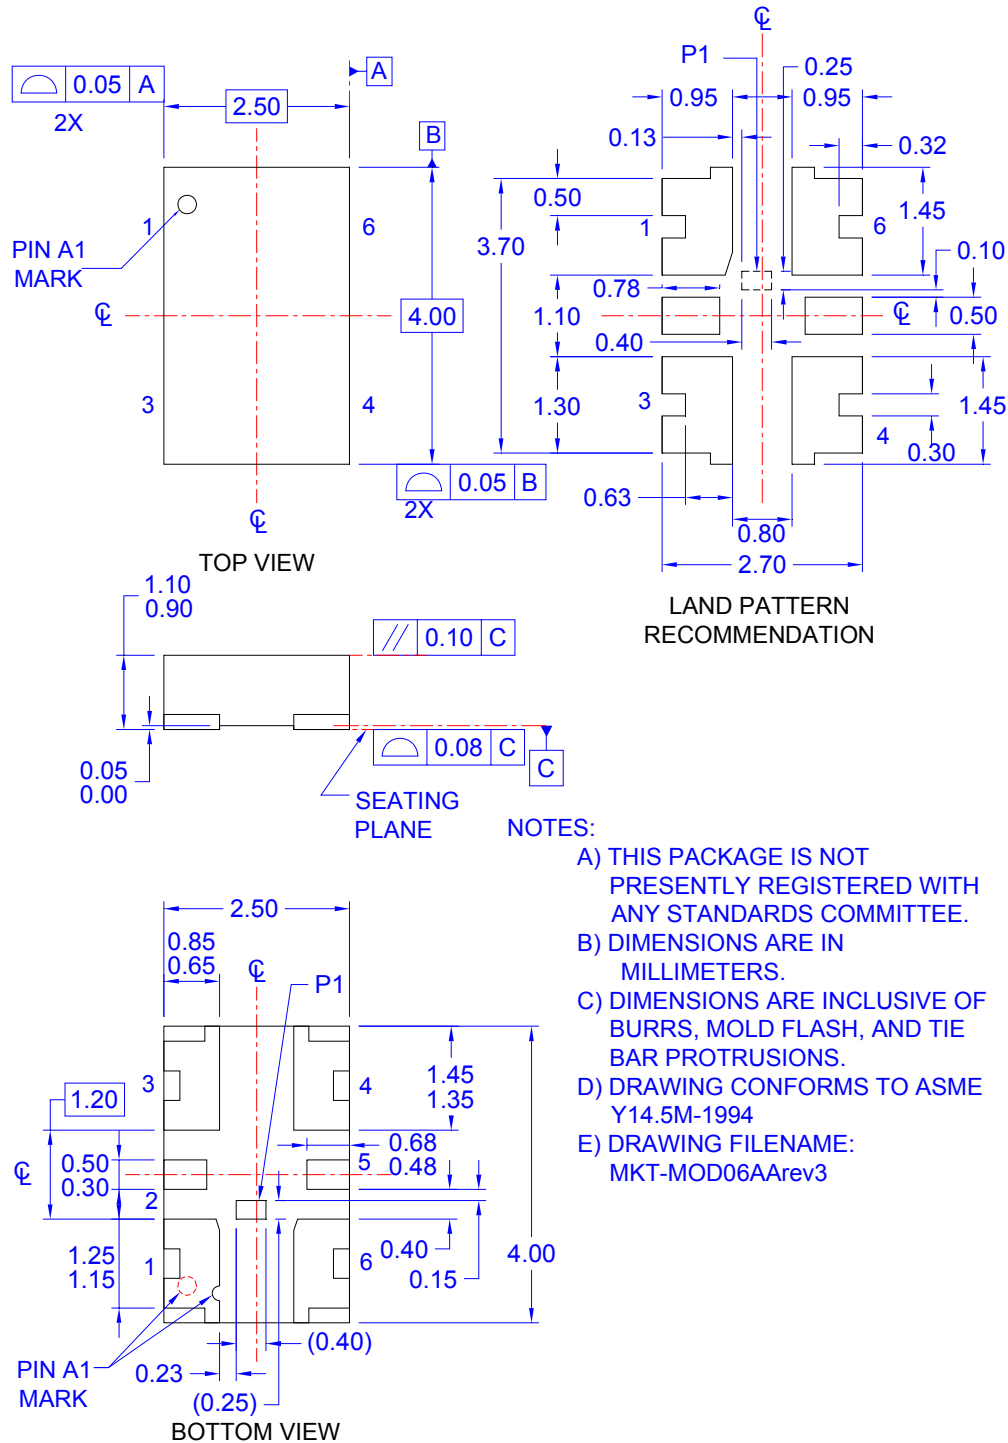 ℄
P1
0.05 A
A
0.25
2X
2.50
0.95
0.95
0.13
0.32
B
0.50
1
6
1
6
1.45
PIN A1
MARK
3.70
0.10
0.78
℄
4.00
1.10
℄
0.50
0.40
3
4
3
1.45
1.30
4
0.30
0.05 B
2X
0.63
℄
0.80
TOP VIEW
2.70
1.10
0.90
LAND PATTERN
RECOMMENDATION
// 0.10 C
0.08 C
C
0.05
0.00
SEATING
PLANE
NOTES:
A) THIS PACKAGE IS NOT
PRESENTLY REGISTERED WITH
ANY STANDARDS COMMITTEE.
B) DIMENSIONS ARE IN
MILLIMETERS.
C) DIMENSIONS ARE INCLUSIVE OF
BURRS, MOLD FLASH, AND TIE
BAR PROTRUSIONS.
D) DRAWING CONFORMS TO ASME
Y14.5M-1994
E) DRAWING FILENAME:
MKT-MOD06AArev3
2.50
0.85
0.65
℄
P1
3
4
1.45
1.35
1.20
0.68
0.48
℄
0.50
0.30
5
2
1
6
0.40
4.00
1.25
1.15
0.15
(0.40)
PIN A1
MARK
0.23
(0.25)
BOTTOM VIEW